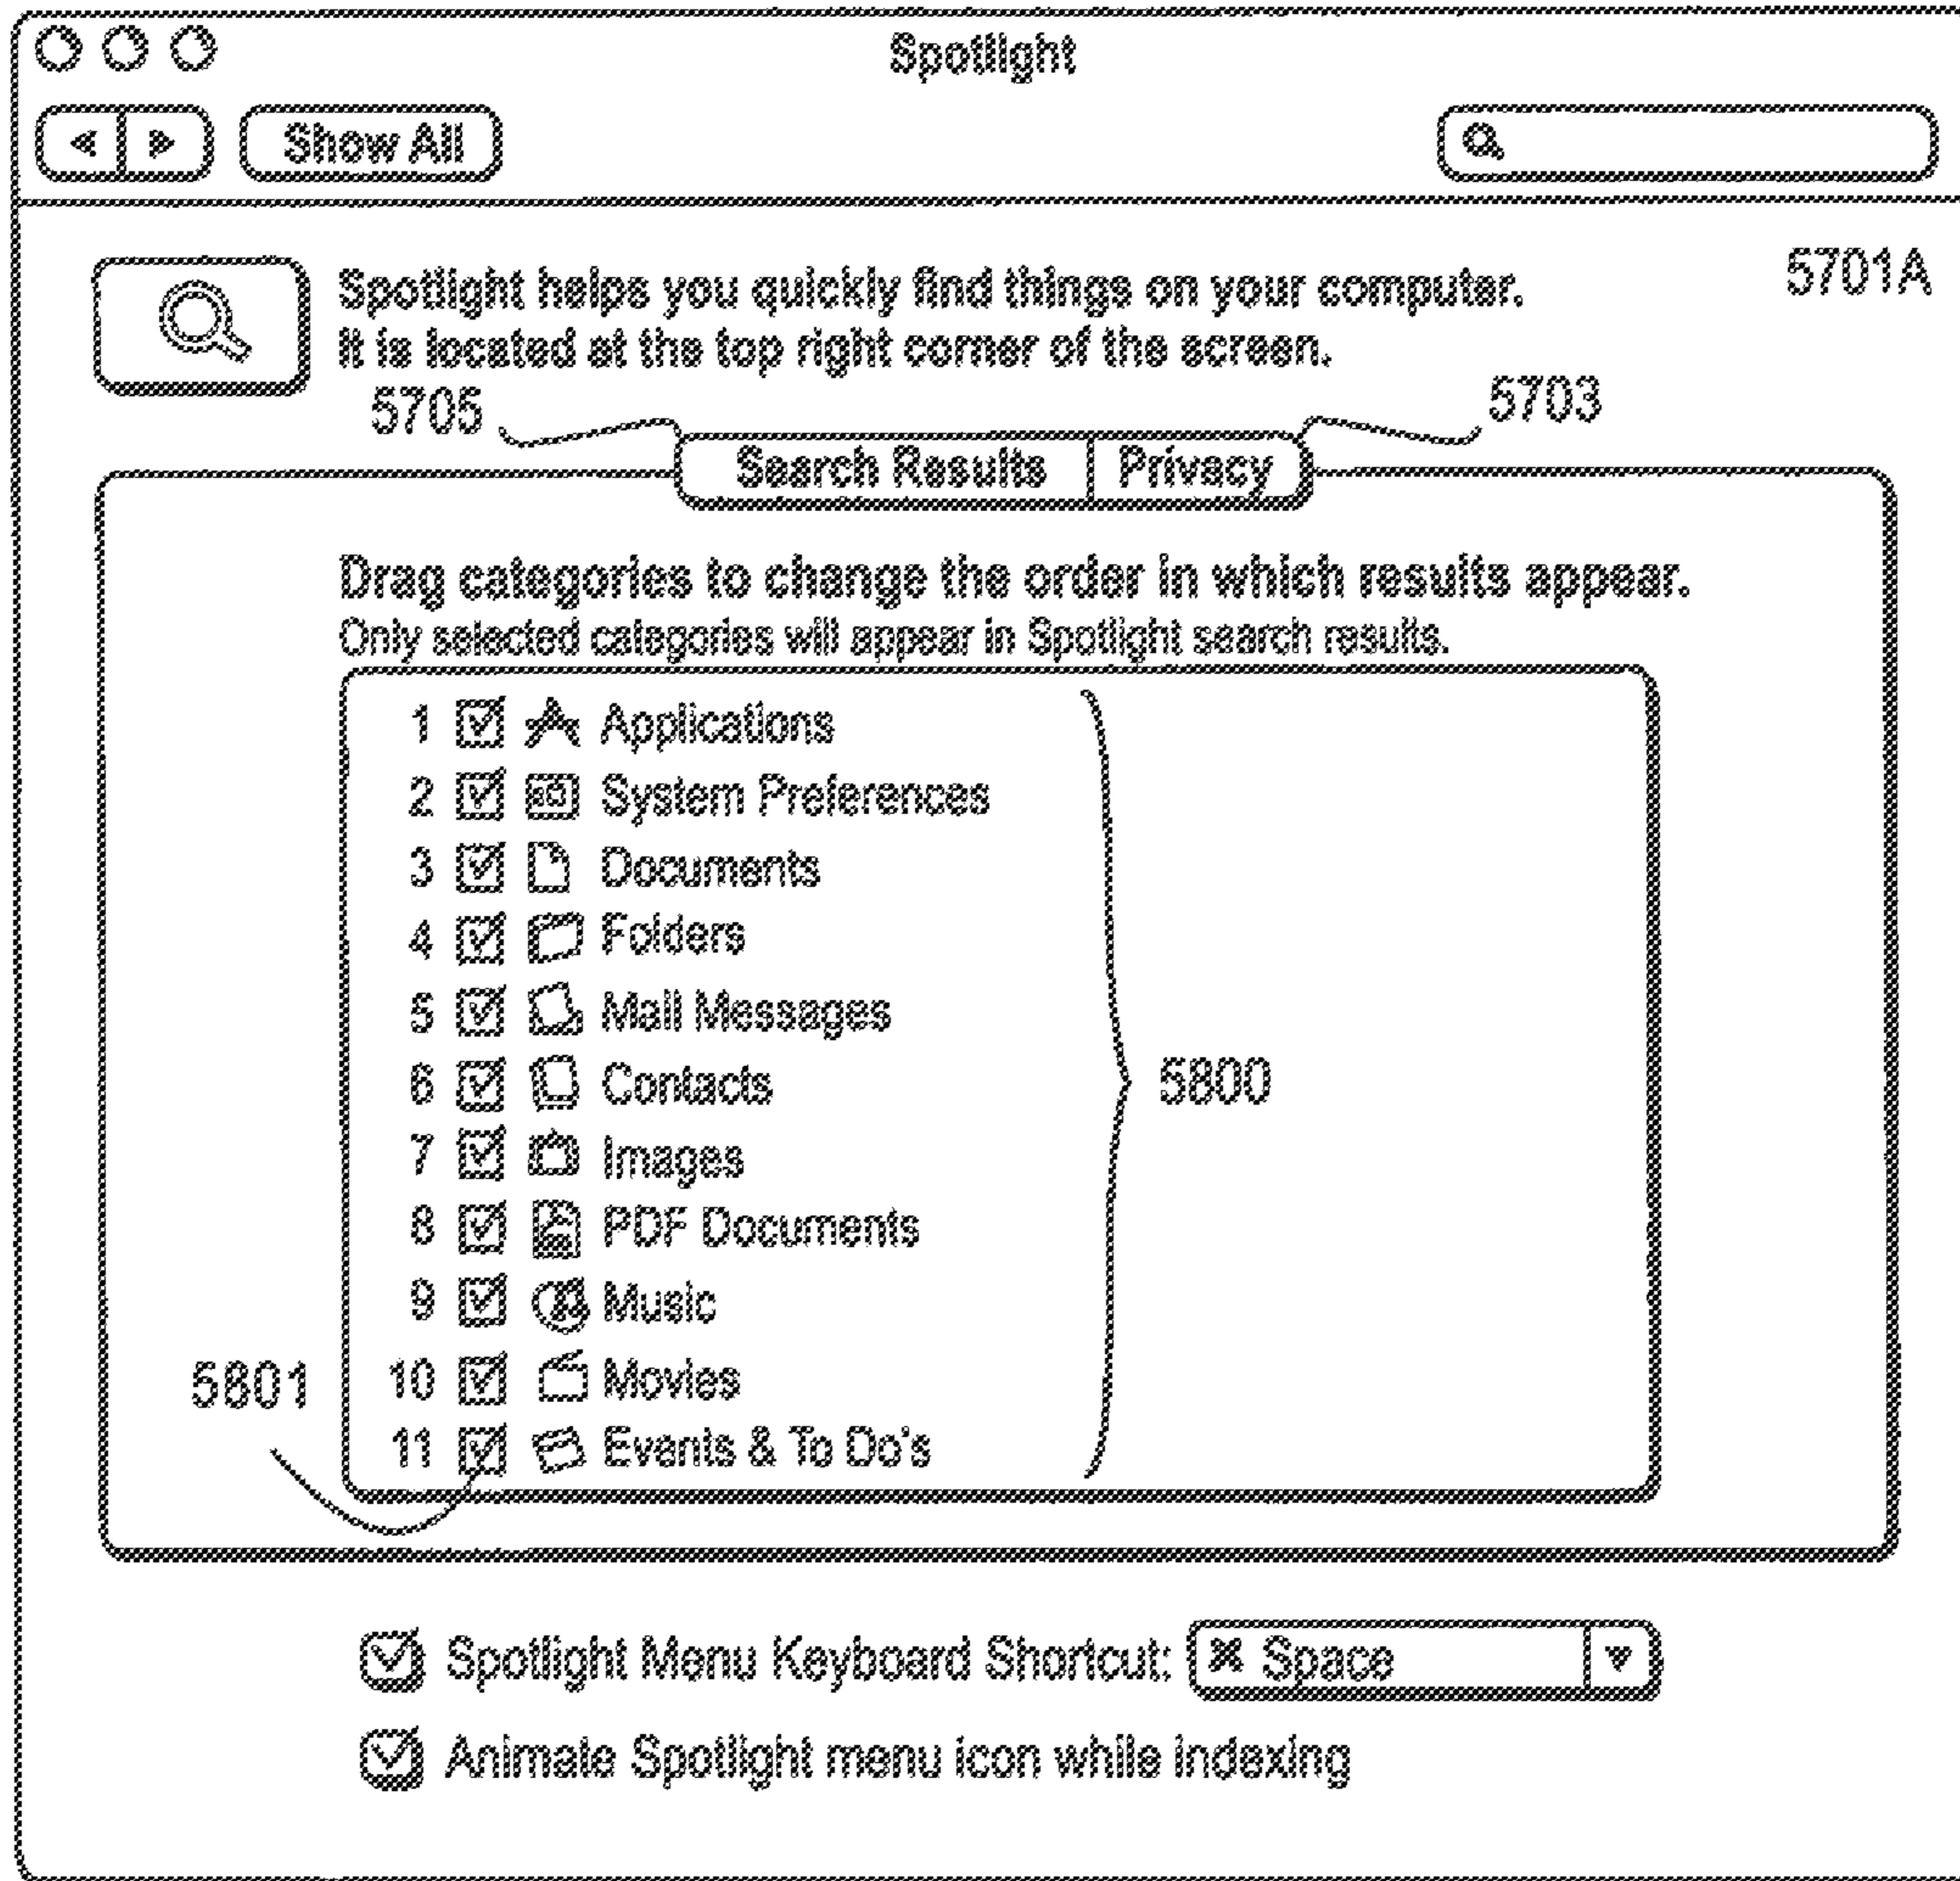 Spotlight
Show All
Spotlight helps you quickly find things on your computer.
It is located at the top right corner of the screen.
5701A
5705
5703
Search Results
Privacy
Drag categories to change the order in which results appear.
Only selected categories will appear in Spotlight search results.
1 Applications
2 System Preferences
3 Documents
4 Folders
5 Mail Messages
6 Contacts
7 Images
8 PDF Documents
9 Music
10 Movies
11 Events & To Do's
5800
5801
Spotlight Menu Keyboard Shortcut: ⌘ Space
Animate Spotlight menu icon while indexing